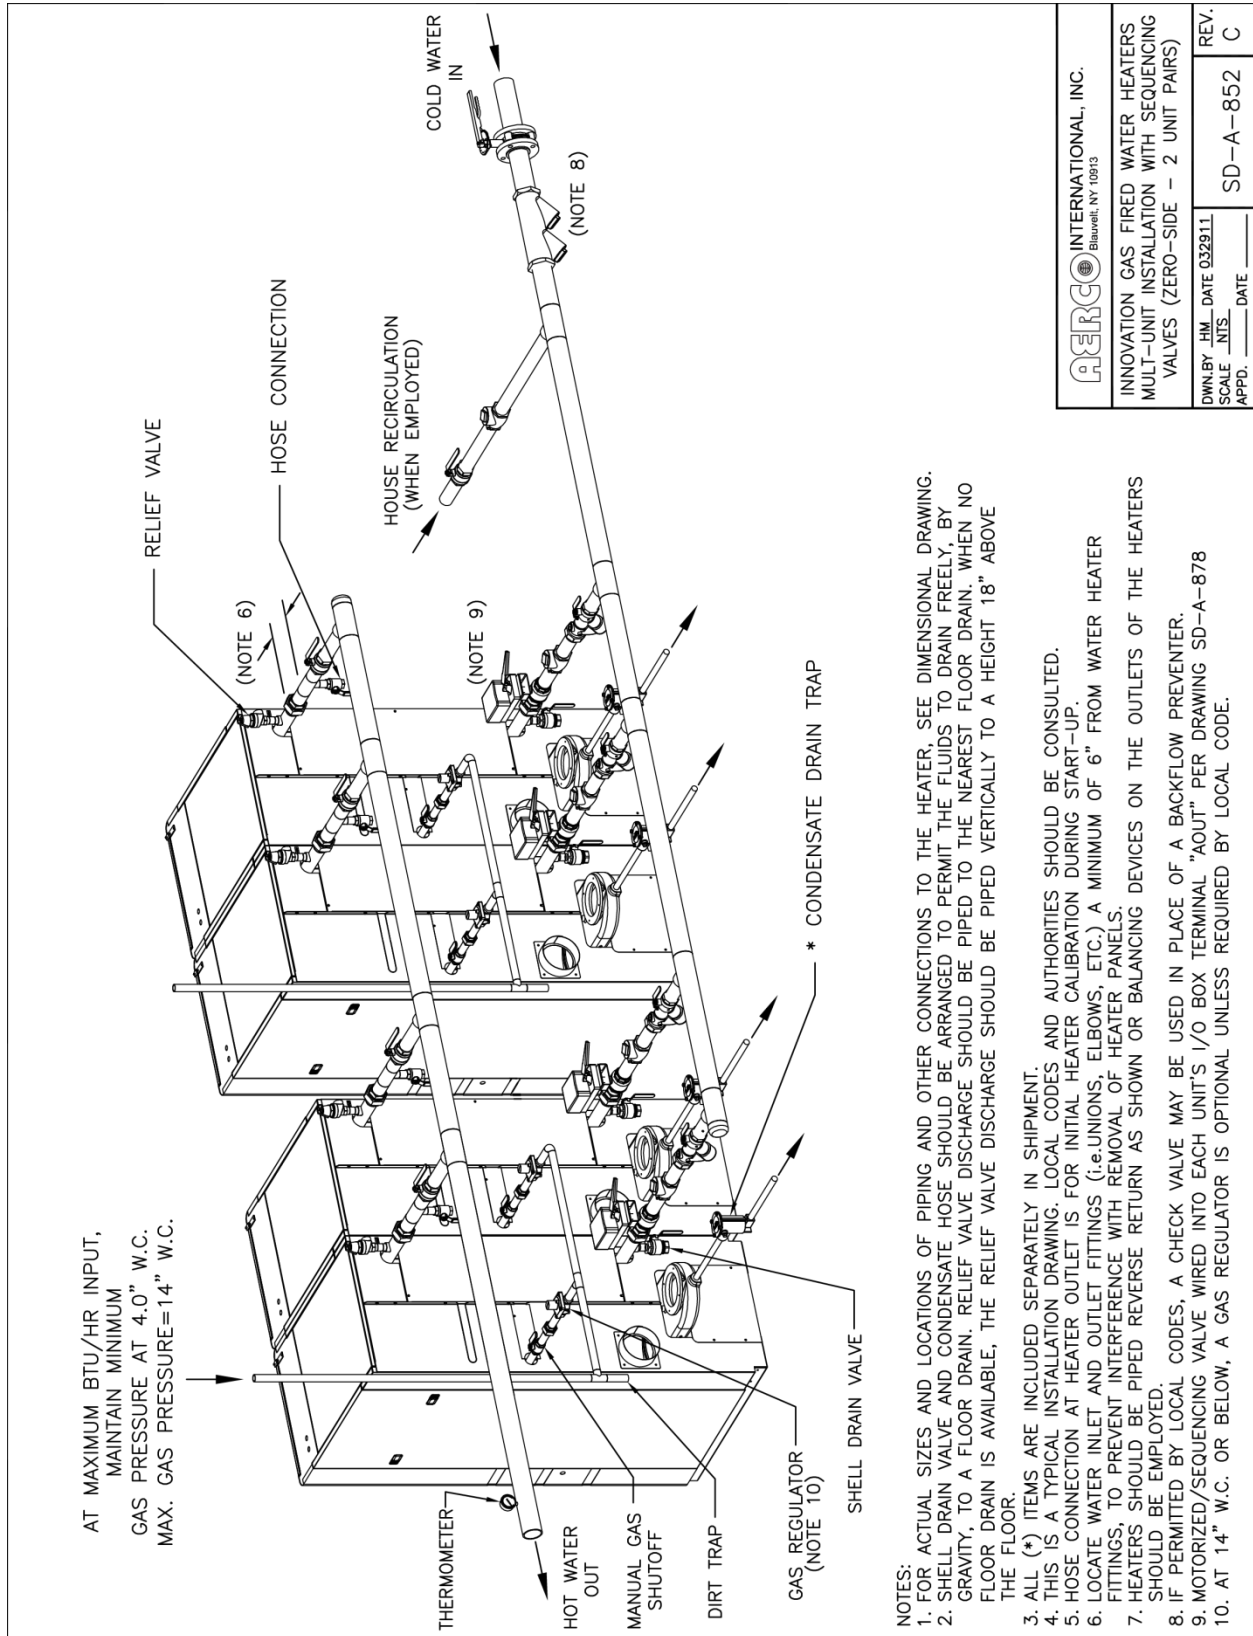 AT MAXIMUM BTU/HR INPUT,
MAINTAIN MINIMUM
GAS PRESSURE AT 4.0" W.C.
MAX. GAS PRESSURE=14" W.C.
RELIEF VALVE
(NOTE 6)
HOSE CONNECTION
HOUSE RECIRCULATION
(WHEN EMPLOYED)
COLD WATER
IN
(NOTE 8)
(NOTE 9)
THERMOMETER
HOT WATER
OUT
MANUAL GAS
SHUTOFF
DIRT TRAP
GAS REGULATOR
(NOTE 10)
SHELL DRAIN VALVE
* CONDENSATE DRAIN TRAP
NOTES:
1. FOR ACTUAL SIZES AND LOCATIONS OF PIPING AND OTHER CONNECTIONS TO THE HEATER, SEE DIMENSIONAL DRAWING.
2. SHELL DRAIN VALVE AND CONDENSATE HOSE SHOULD BE ARRANGED TO PERMIT THE FLUIDS TO DRAIN FREELY, BY
GRAVITY, TO A FLOOR DRAIN. RELIEF VALVE DISCHARGE SHOULD BE PIPED TO THE NEAREST FLOOR DRAIN. WHEN NO
FLOOR DRAIN IS AVAILABLE, THE RELIEF VALVE DISCHARGE SHOULD BE PIPED VERTICALLY TO A HEIGHT 18" ABOVE
THE FLOOR.
3. ALL (*) ITEMS ARE INCLUDED SEPARATELY IN SHIPMENT.
4. THIS IS A TYPICAL INSTALLATION DRAWING. LOCAL CODES AND AUTHORITIES SHOULD BE CONSULTED.
5. HOSE CONNECTION AT HEATER OUTLET IS FOR INITIAL HEATER CALIBRATION DURING START-UP.
6. LOCATE WATER INLET AND OUTLET FITTINGS (i.e.UNIONS, ELBOWS, ETC.) A MINIMUM OF 6" FROM WATER HEATER
FITTINGS, TO PREVENT INTERFERENCE WITH REMOVAL OF HEATER PANELS.
7. HEATERS SHOULD BE PIPED REVERSE RETURN AS SHOWN OR BALANCING DEVICES ON THE OUTLETS OF THE HEATERS
SHOULD BE EMPLOYED.
8. IF PERMITTED BY LOCAL CODES, A CHECK VALVE MAY BE USED IN PLACE OF A BACKFLOW PREVENTER.
9. MOTORIZED/SEQUENCING VALVE WIRED INTO EACH UNIT'S I/O BOX TERMINAL "AOUT" PER DRAWING SD-A-878
10. AT 14" W.C. OR BELOW, A GAS REGULATOR IS OPTIONAL UNLESS REQUIRED BY LOCAL CODE.
AERCO INTERNATIONAL, INC.
Blauvelt, NY 10913
INNOVATION GAS FIRED WATER HEATERS
MULT-UNIT INSTALLATION WITH SEQUENCING
VALVES (ZERO-SIDE - 2 UNIT PAIRS)
DWN.BY HM DATE 032911
SCALE NTS
APPD. DATE
SD-A-852
REV.
C